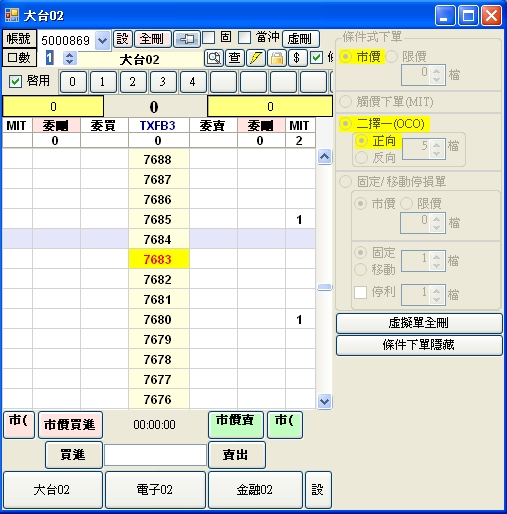 大台02
帳號 5000869 設 全刪 固 當沖 虛刪
口數 1 大台02 查 $
啓用 0 1 2 3 4
0 0 0
MIT 委刪 委買 TXFB3 委賣 委刪 MIT
0 0 0 0 2
7688
7687
7686
7685 1
7684
7683
7682
7681
7680 1
7679
7678
7677
7676
市( 市價買進 00:00:00 市價賣 市(
買進 賣出
大台02 電子02 金融02 設
條件式下單
市價 限價
0 檔
觸價下單(MIT)
二擇一(OCO)
正向 5 檔
反向
固定/移動停損單
市價 限價
0 檔
固定 1 檔
移動
停利 1 檔
虛擬單全刪
條件下單隱藏